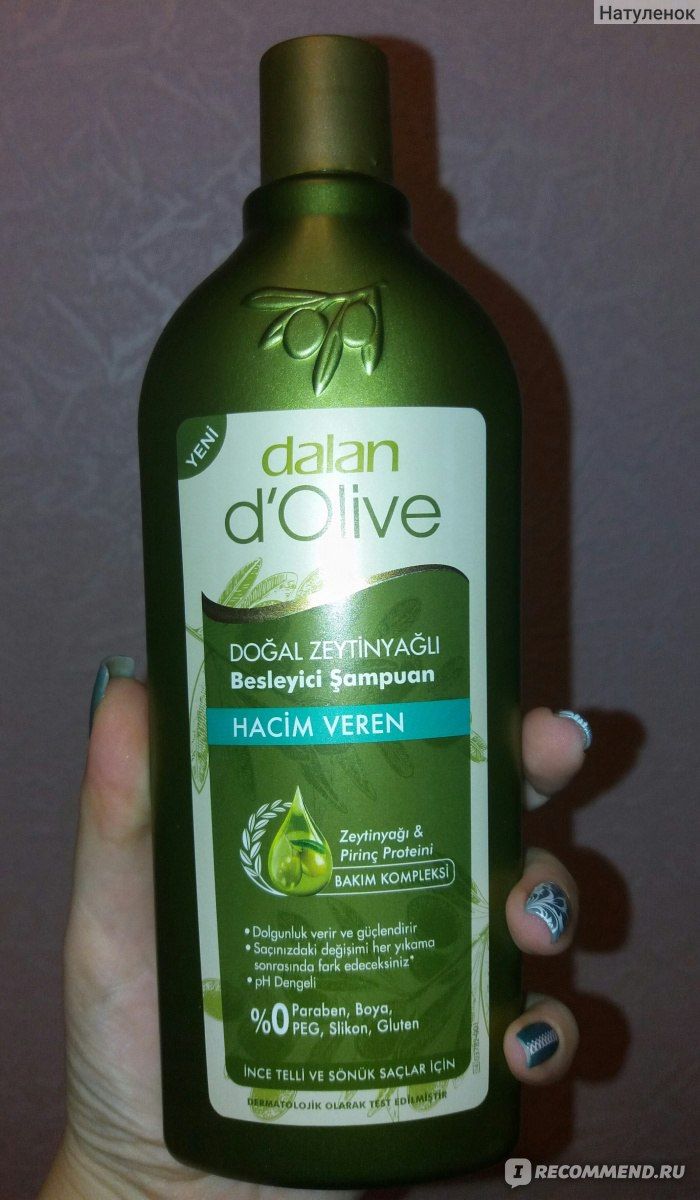 Натуленок
YENİ
dalan
d'Olive
DOĞAL ZEYTİNYAĞLI
Besleyici Şampuan
HACİM VEREN
Zeytinyağı &
Pirinç Proteini
BAKIM KOMPLEKSİ
• Dolgunluk verir ve güçlendirir
• Saçınızdaki değişimi her yıkama
sonrasında fark edeceksiniz*
• pH Dengeli
%0 Paraben, Boya,
PEG, Slikon, Gluten
İNCE TELLİ VE SÖNÜK SAÇLAR İÇİN
DERMATOLOJİK OLARAK TEST EDİLMİŞTİR
I RECOMMEND.RU